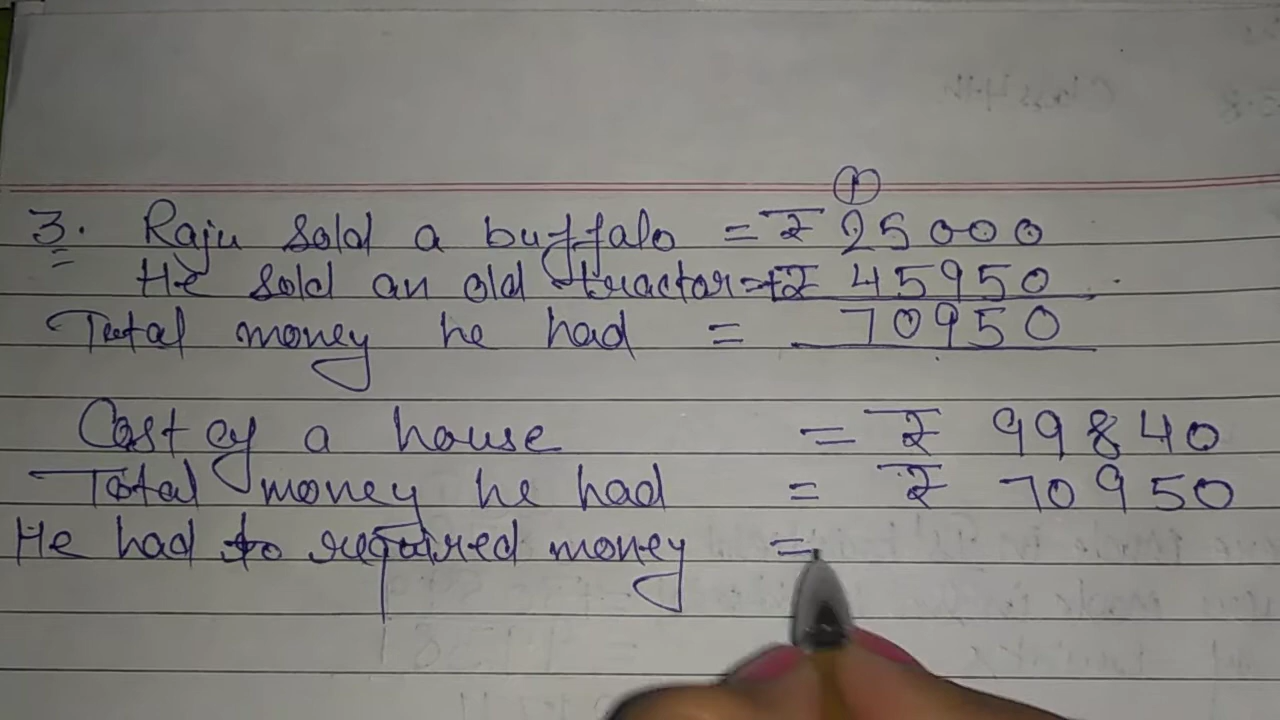 1
3. Raju sold a buffalo = ₹ 25000
He sold an old tractor = +₹ 45950
Total money he had = 70950
Cost of a house = ₹ 99840
Total money he had = ₹ 70950
He had to required money =